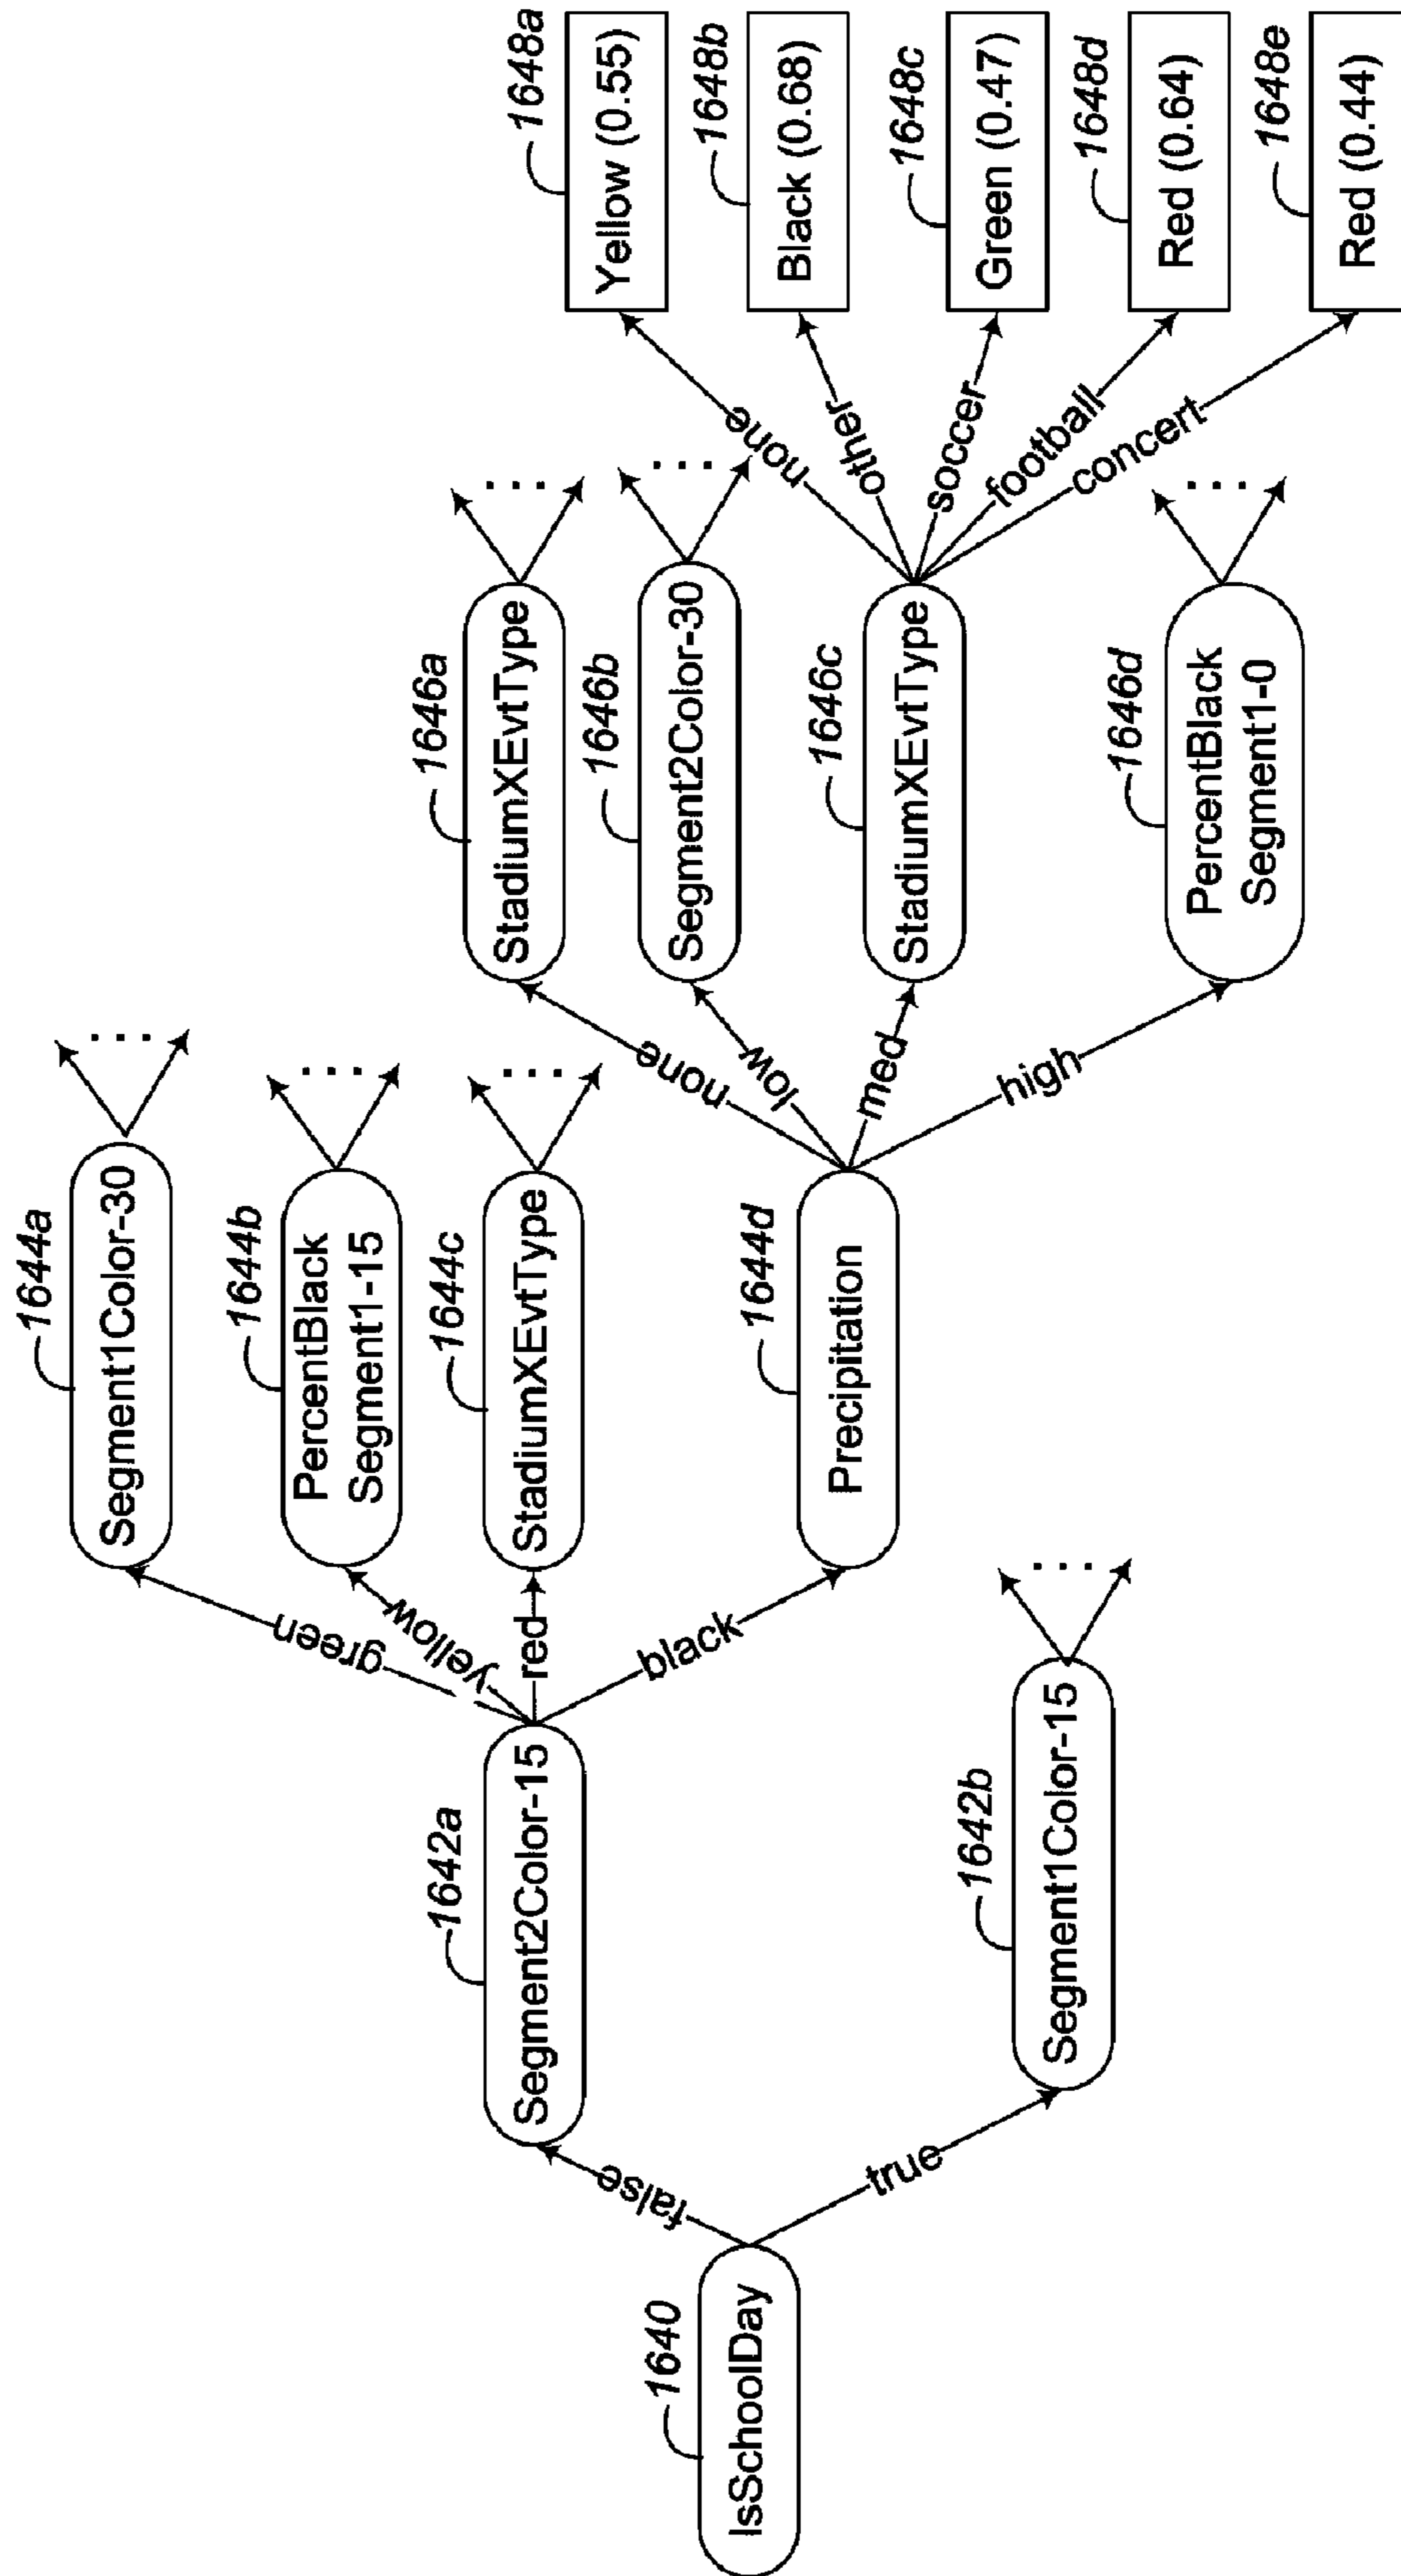 1640
IsSchoolDay
false
true
1642a
Segment2Color-15
1642b
Segment1Color-15
green
yellow
red
black
1644a
Segment1Color-30
...
1644b
PercentBlack
Segment1-15
...
1644c
StadiumXEvtType
...
1644d
Precipitation
...
none
low
med
high
1646a
StadiumXEvtType
...
1646b
Segment2Color-30
...
1646c
StadiumXEvtType
1646d
PercentBlack
Segment1-0
...
none
other
soccer
football
concert
1648a
Yellow (0.55)
1648b
Black (0.68)
1648c
Green (0.47)
1648d
Red (0.64)
1648e
Red (0.44)